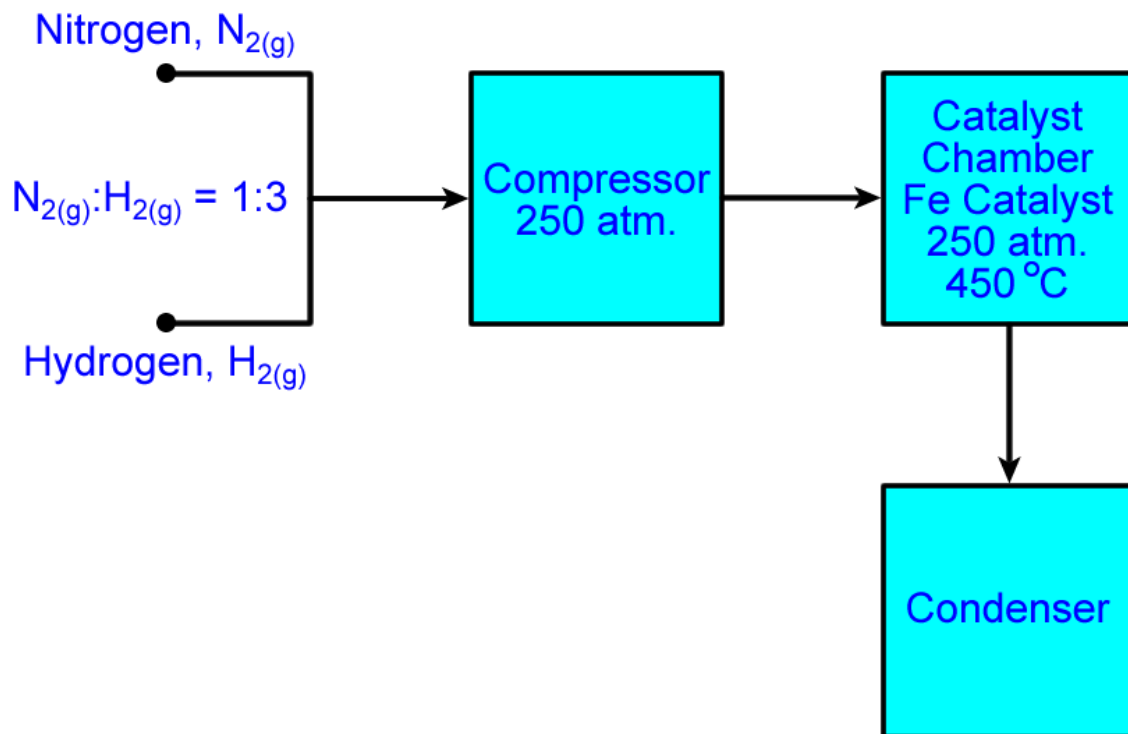 Nitrogen, N2(g)
N2(g):H2(g) = 1:3
Hydrogen, H2(g)
Compressor
250 atm.
Catalyst
Chamber
Fe Catalyst
250 atm.
450 °C
Condenser